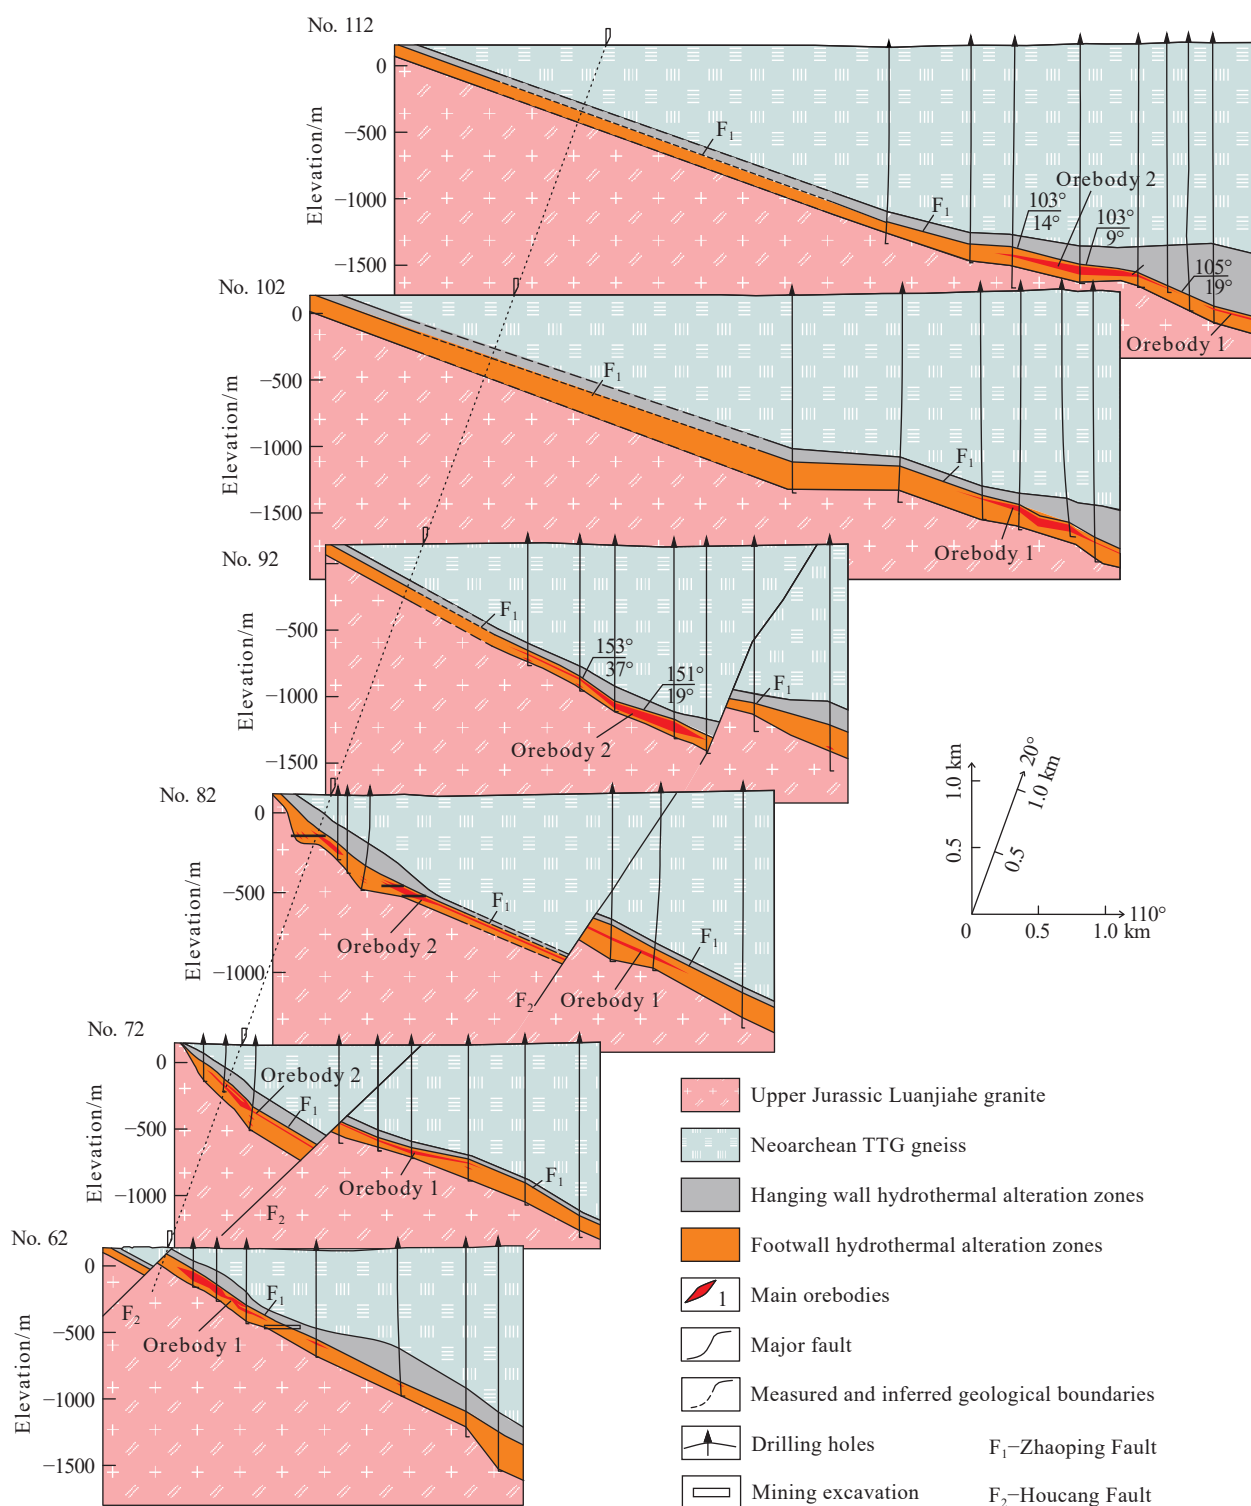 No. 112
0
−500
−1000
−1500
Elevation/m
F₁
F₁
Orebody 2
103°
14°
103°
9°
105°
19°
Orebody 1
No. 102
0
−500
−1000
−1500
Elevation/m
F₁
F₁
Orebody 1
No. 92
0
−500
−1000
−1500
Elevation/m
F₁
153°
37°
151°
19°
F₁
Orebody 2
No. 82
0
−500
−1000
Elevation/m
F₁
Orebody 2
F₁
F₂
Orebody 1
1.0 km
0.5
20°
1.0 km
0.5
110°
0
0.5
1.0 km
No. 72
0
−500
−1000
Elevation/m
Orebody 2
F₁
Orebody 1
F₁
F₂
No. 62
0
−500
−1000
−1500
Elevation/m
F₂
F₁
Orebody 1
Upper Jurassic Luanjiahe granite
Neoarchean TTG gneiss
Hanging wall hydrothermal alteration zones
Footwall hydrothermal alteration zones
1 Main orebodies
Major fault
Measured and inferred geological boundaries
Drilling holes F₁−Zhaoping Fault
Mining excavation F₂−Houcang Fault